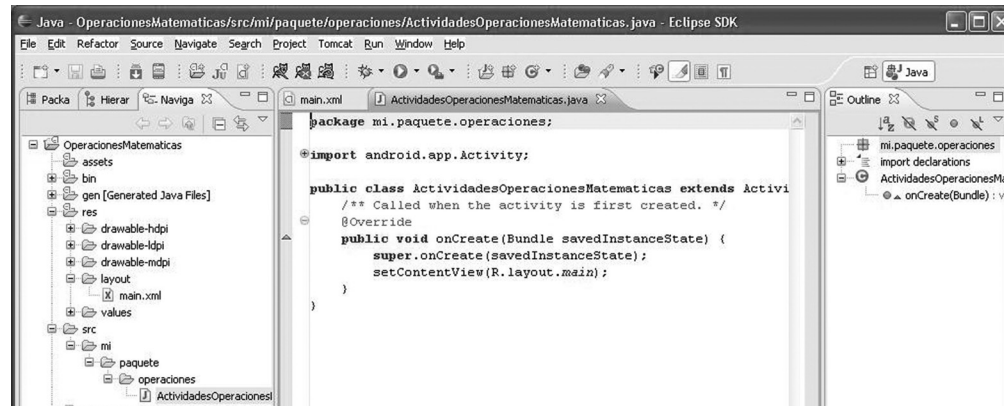 Java - OperacionesMatematicas/src/mi/paquete/operaciones/ActividadesOperacionesMatematicas.java - Eclipse SDK
File Edit Refactor Source Navigate Search Project Tomcat Run Window Help
Java
Packa Hierar Naviga
OperacionesMatematicas
assets
bin
gen [Generated Java Files]
res
drawable-hdpi
drawable-ldpi
drawable-mdpi
layout
main.xml
values
src
mi
paquete
operaciones
ActividadesOperacionesM
main.xml ActividadesOperacionesMatematicas.java
package mi.paquete.operaciones;
import android.app.Activity;
public class ActividadesOperacionesMatematicas extends Activi
/** Called when the activity is first created. */
@Override
public void onCreate(Bundle savedInstanceState) {
super.onCreate(savedInstanceState);
setContentView(R.layout.main);
}
}
Outline
mi.paquete.operaciones
import declarations
ActividadesOperacionesMa
onCreate(Bundle) : v